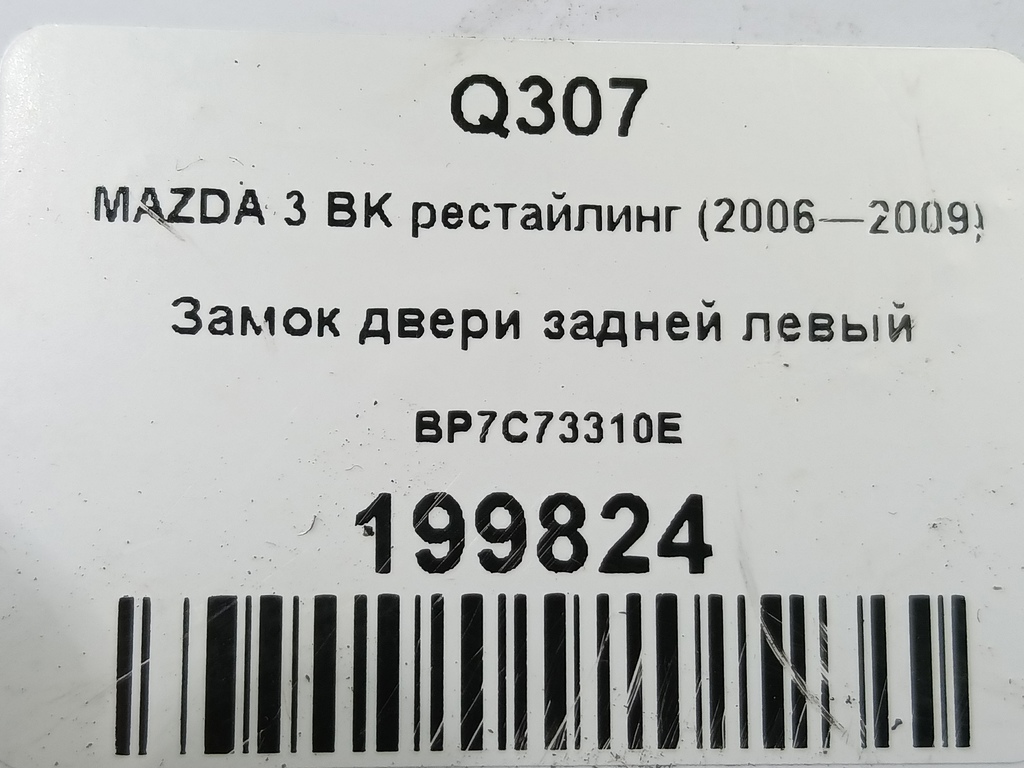 Q307
MAZDA 3 BK рестайлинг (2006—2009)
Замок двери задней левый
BP7C73310E
199824